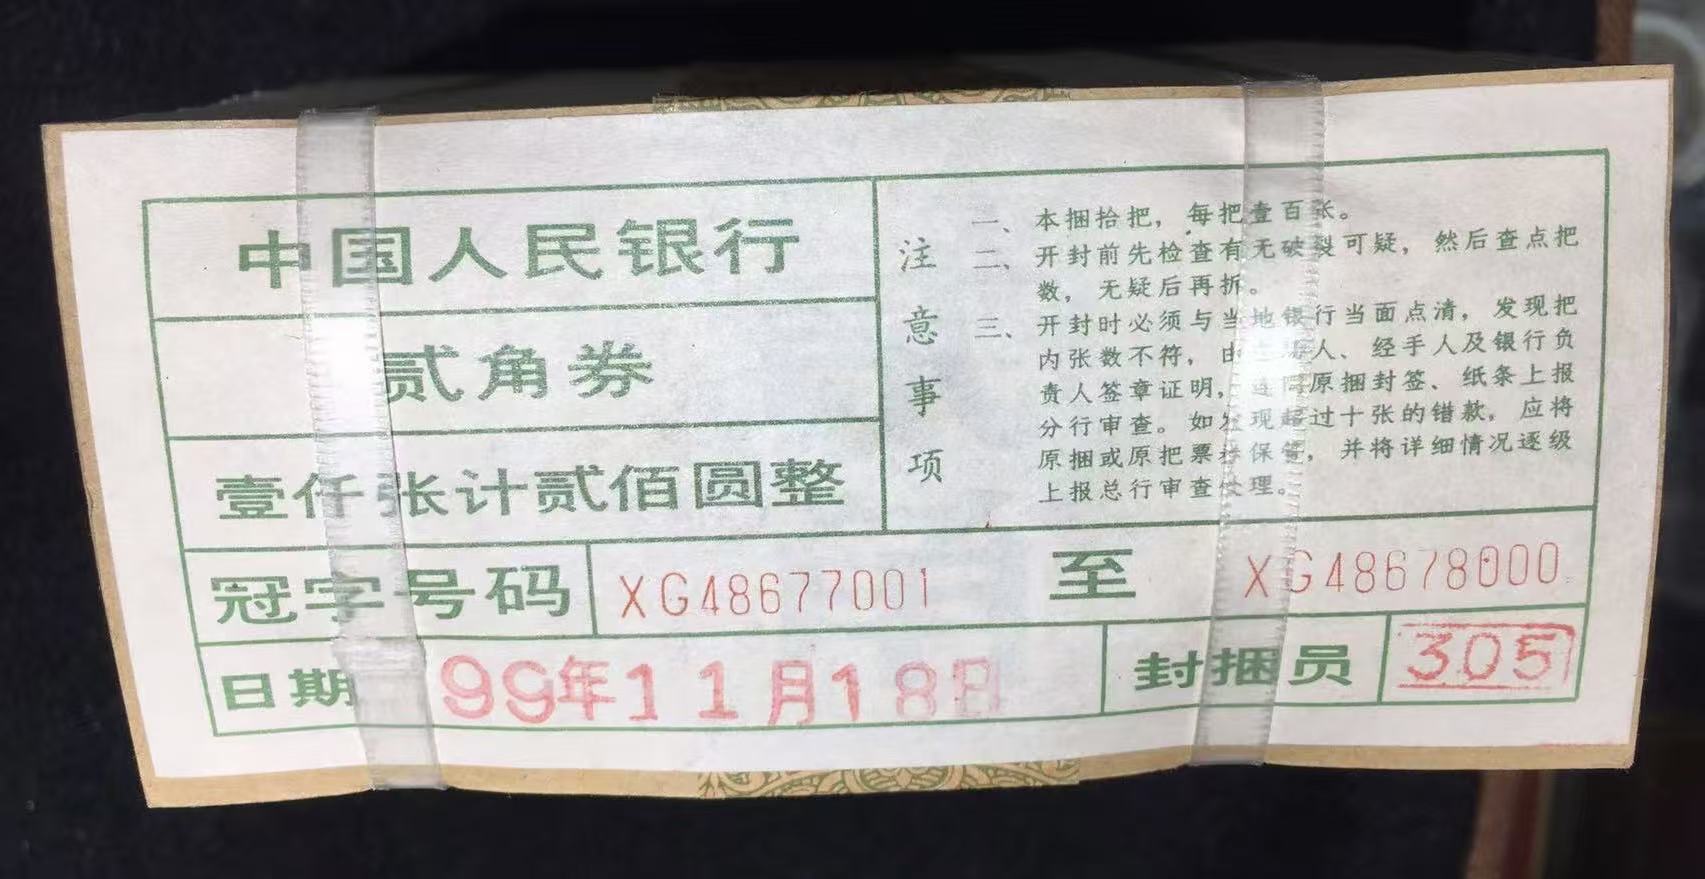 中国人民银行
贰角券
壹仟张计贰佰圆整
注意事项
一、本捆拾把，每把壹百张。
二、开封前先检查有无破裂可疑，然后查点把
数，无疑后再拆。
三、开封时必须与当地银行当面点清，发现把
内张数不符，由 人、经手人及银行负
责人签章证明，连同原捆封签、纸条上报
分行审查。如发现超过十张的错款，应将
原捆或原把票券保管，并将详细情况逐级
上报总行审查处理。
冠字号码 XG48677001 至 XG48678000
日期 99年11月18日 封捆员 305